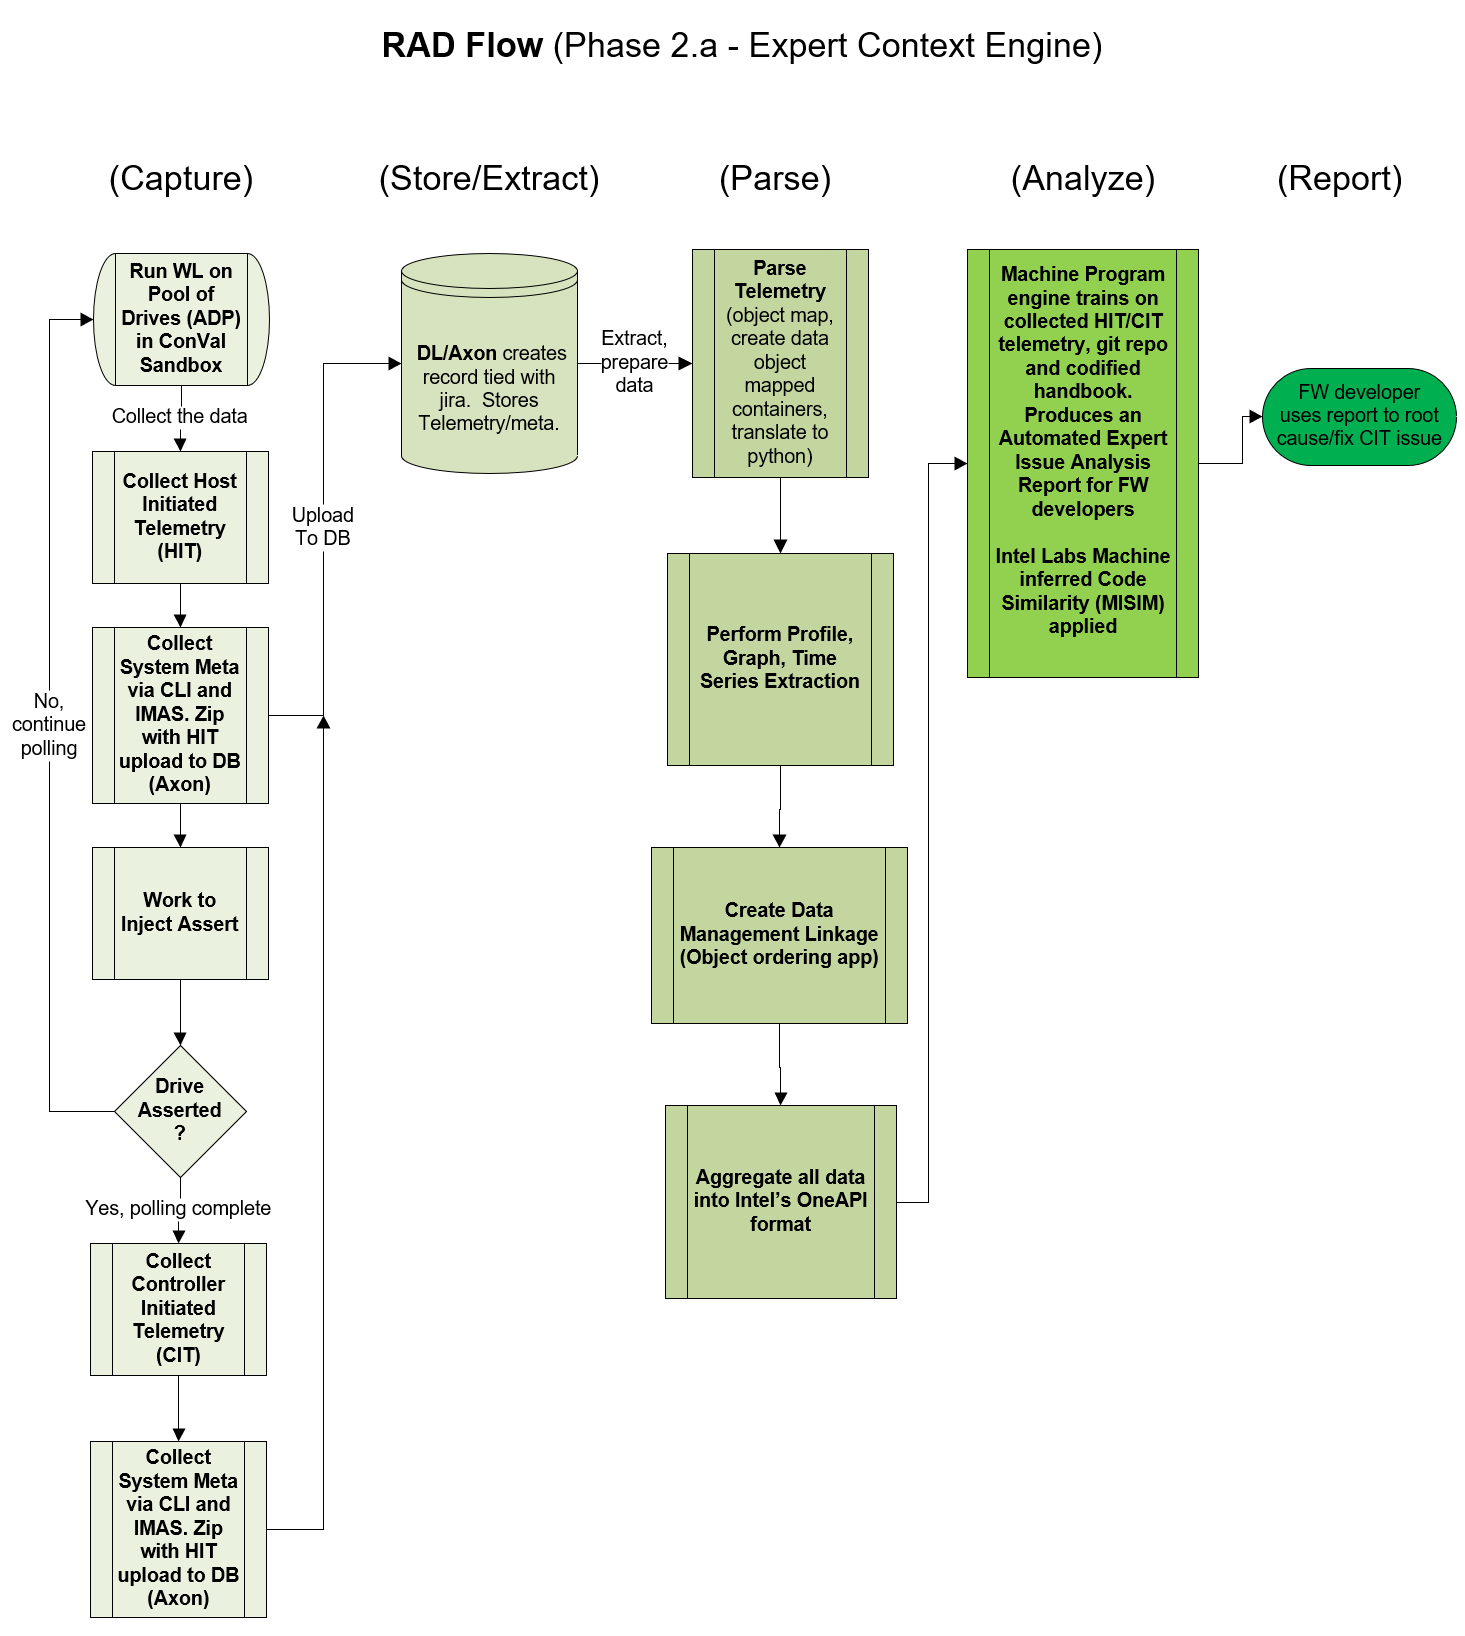 RAD Flow (Phase 2.a - Expert Context Engine)
(Capture)
(Store/Extract)
(Parse)
(Analyze)
(Report)
Run WL on
Pool of
Drives (ADP)
in ConVal
Sandbox
Collect the data
Collect Host
Initiated
Telemetry
(HIT)
Collect
System Meta
via CLI and
IMAS. Zip
with HIT
upload to DB
(Axon)
Work to
Inject Assert
Drive
Asserted
?
No,
continue
polling
Yes, polling complete
Collect
Controller
Initiated
Telemetry
(CIT)
Collect
System Meta
via CLI and
IMAS. Zip
with HIT
upload to DB
(Axon)
Upload
To DB
DL/Axon creates
record tied with
jira.  Stores
Telemetry/meta.
Extract,
prepare
data
Parse
Telemetry
(object map,
create data
object
mapped
containers,
translate to
python)
Perform Profile,
Graph, Time
Series Extraction
Create Data
Management Linkage
(Object ordering app)
Aggregate all data
into Intel’s OneAPI
format
Machine Program
engine trains on
collected HIT/CIT
telemetry, git repo
and codified
handbook.
Produces an
Automated Expert
Issue Analysis
Report for FW
developers
Intel Labs Machine
inferred Code
Similarity (MISIM)
applied
FW developer
uses report to root
cause/fix CIT issue